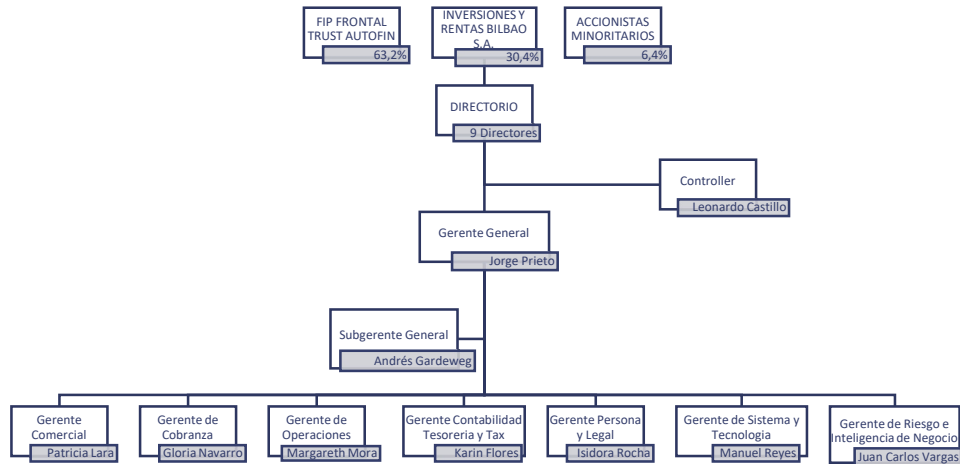 FIP FRONTAL
TRUST AUTOFIN
63,2%
INVERSIONES Y
RENTAS BILBAO
S.A.
30,4%
ACCIONISTAS
MINORITARIOS
6,4%
DIRECTORIO
9 Directores
Controller
Leonardo Castillo
Gerente General
Jorge Prieto
Subgerente General
Andrés Gardeweg
Gerente
Comercial
Patricia Lara
Gerente de
Cobranza
Gloria Navarro
Gerente de
Operaciones
Margareth Mora
Gerente Contabilidad
Tesoreria y Tax
Karin Flores
Gerente Persona
y Legal
Isidora Rocha
Gerente de Sistema y
Tecnologia
Manuel Reyes
Gerente de Riesgo e
Inteligencia de Negocio
Juan Carlos Vargas